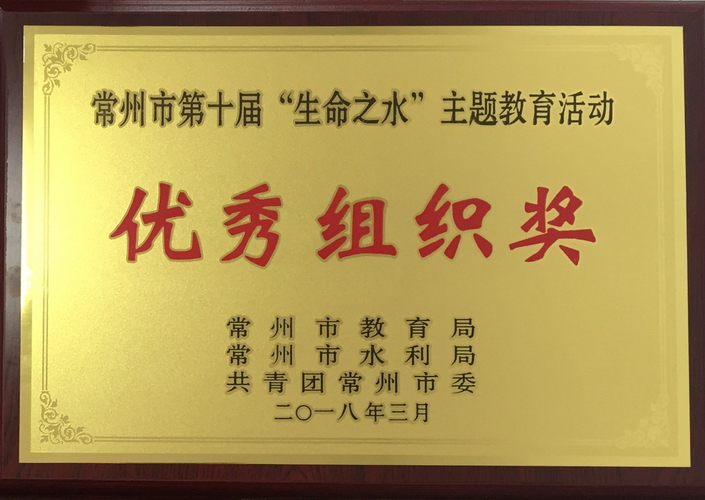 常州市第十届“生命之水”主题教育活动
优秀组织奖
常州市教育局
常州市水利局
共青团常州市委
二〇一八年三月